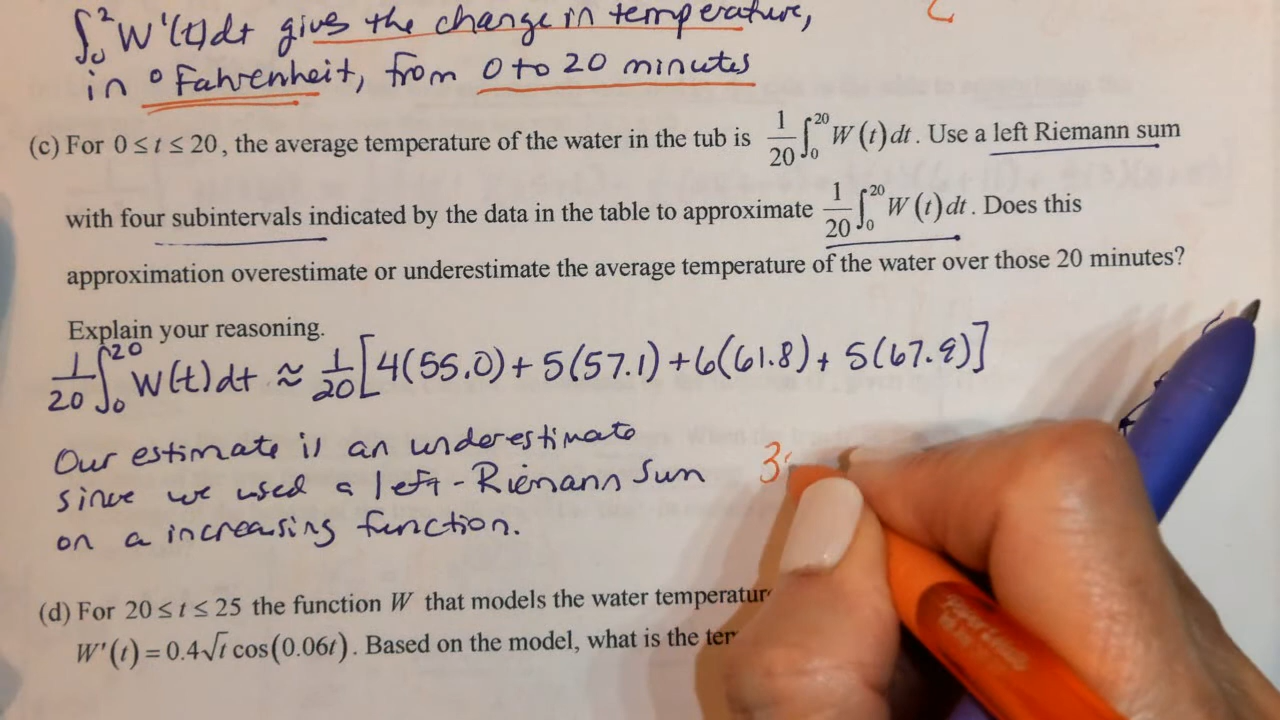 ∫₀² W'(t)dt gives the change in temperature,
in ° Fahrenheit, from 0 to 20 minutes
(c) For 0 ≤ t ≤ 20, the average temperature of the water in the tub is 1/20 ∫₀²⁰ W(t) dt. Use a left Riemann sum
with four subintervals indicated by the data in the table to approximate 1/20 ∫₀²⁰ W(t) dt. Does this
approximation overestimate or underestimate the average temperature of the water over those 20 minutes?
Explain your reasoning.
1/20 ∫₀²⁰ W(t)dt ≈ 1/20 [4(55.0) + 5(57.1) + 6(61.8) + 5(67.9)]
Our estimate is an underestimate
since we used a left-Riemann Sum 3:
on a increasing function.
(d) For 20 ≤ t ≤ 25 the function W that models the water
W'(t) = 0.4√t cos(0.06t). Based on the model, what is the